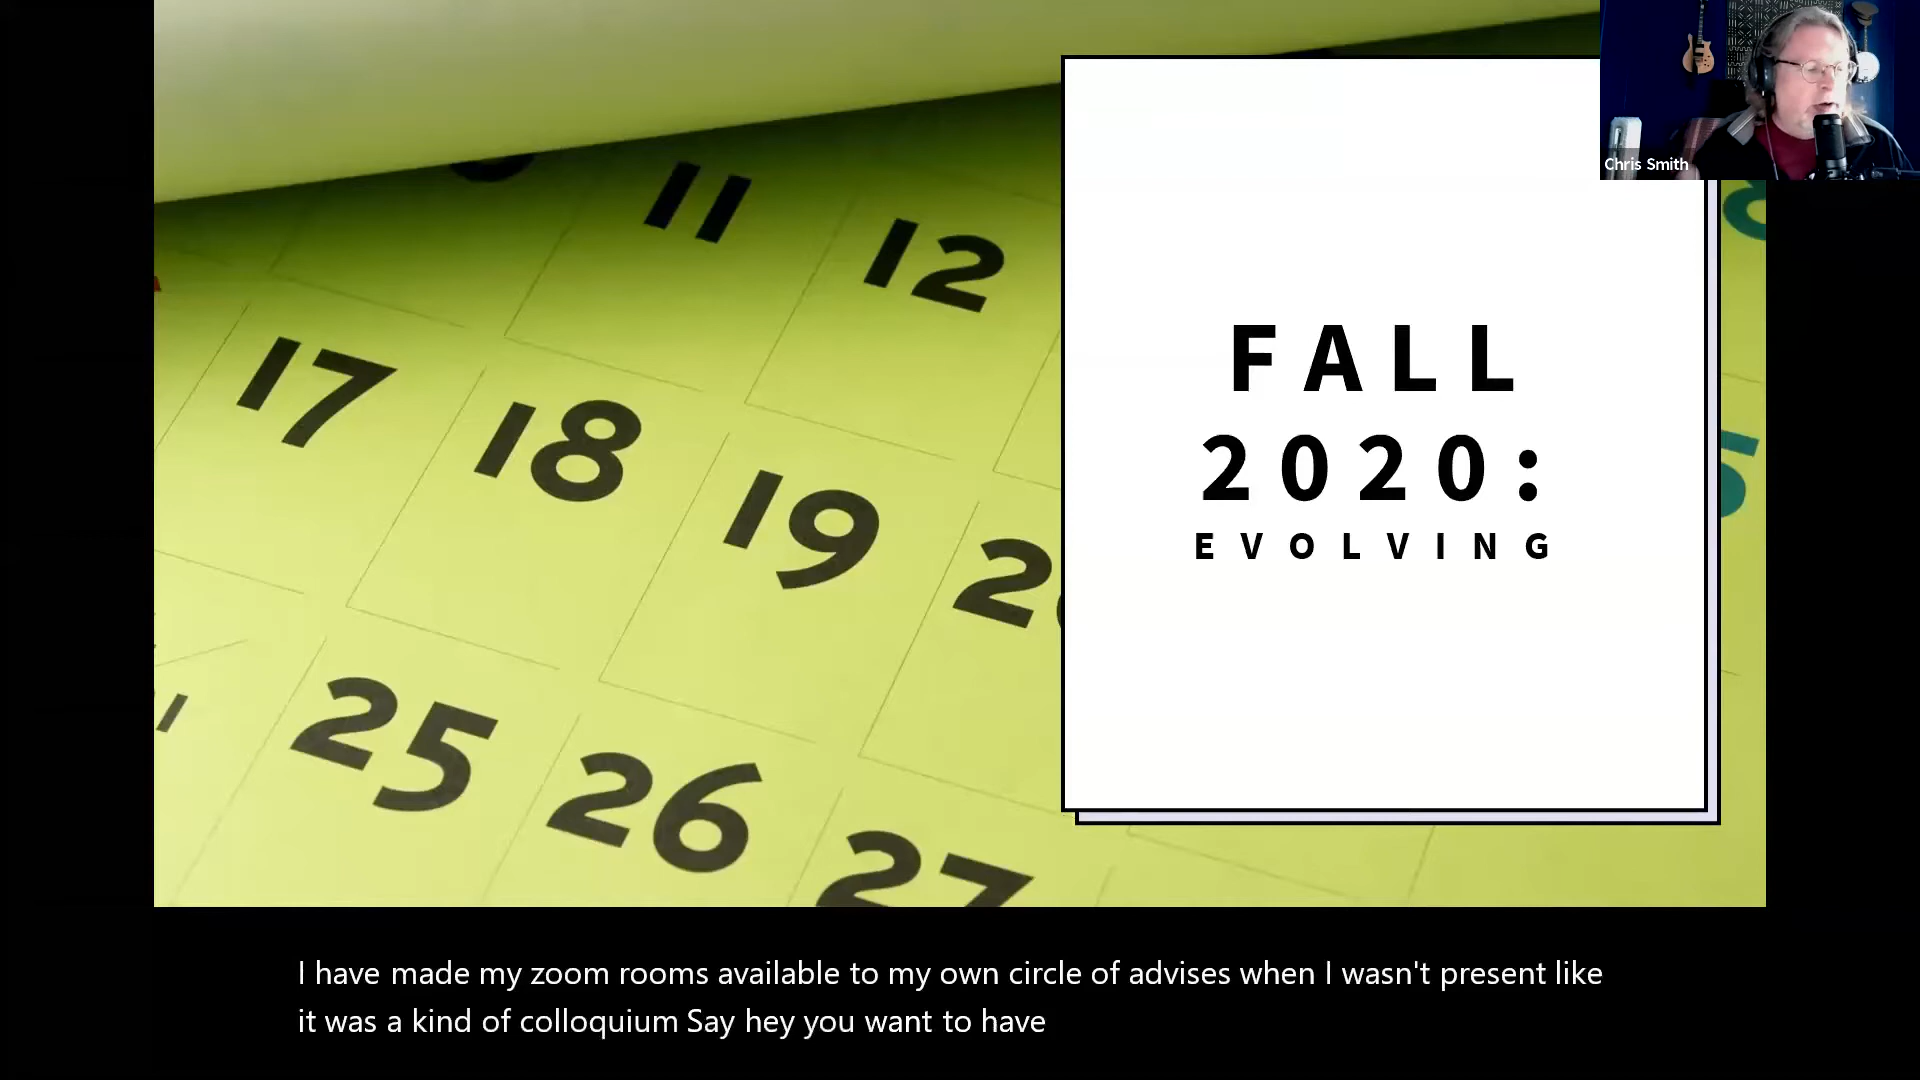 Chris Smith
11
12
17
18
19
25
26
27
FALL
2020:
EVOLVING
I have made my zoom rooms available to my own circle of advises when I wasn't present like
it was a kind of colloquium Say hey you want to have